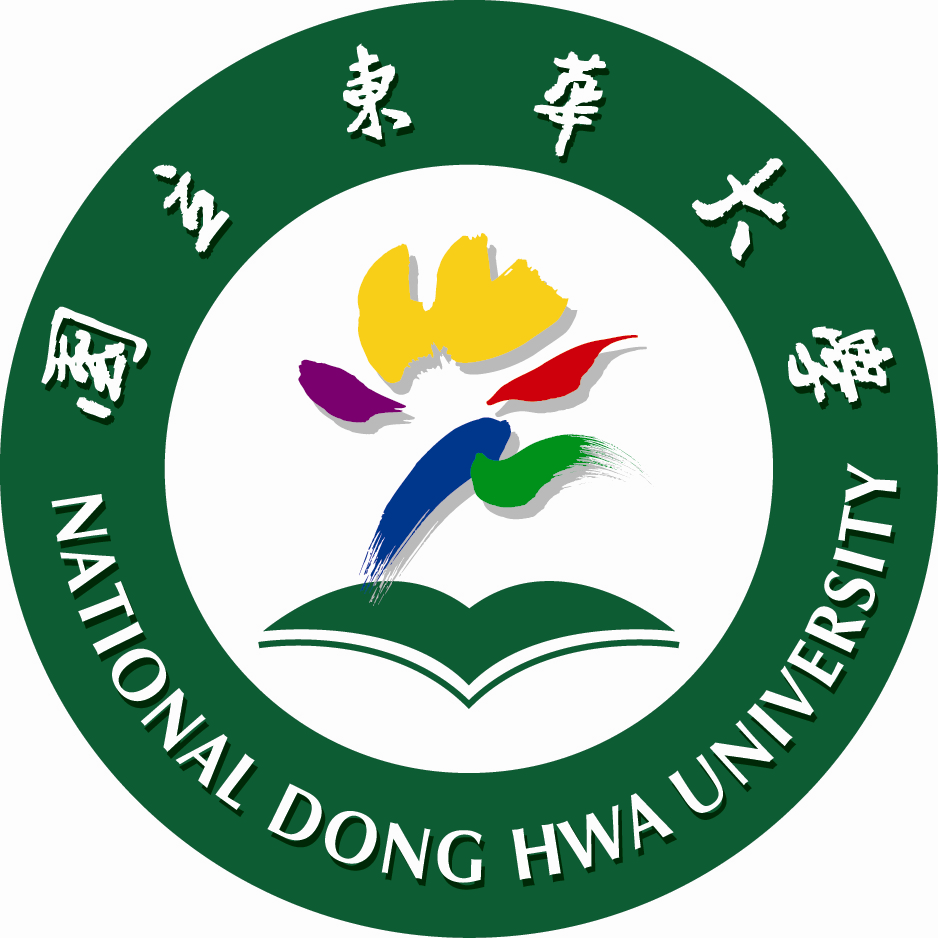 國立東華大學
NATIONAL DONG HWA UNIVERSITY